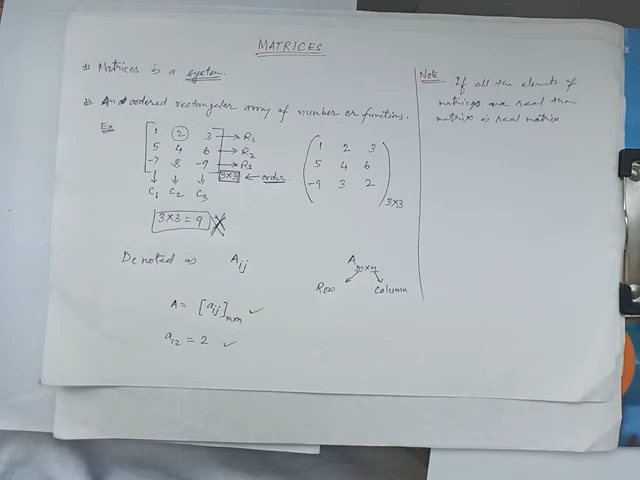 MATRICES
* Matrices is a system.
* An ordered rectangular array of number or functions.
Ex
1 2 3 → R1
5 4 6 → R2
-7 8 -9 → R3
3×3 ← order
C1 C2 C3
3×3 = 9
1 2 3
5 4 6
-9 3 2
3×3
Denoted as Aij
A m×n
Row Column
A = [aij] m×n ✓
a12 = 2 ✓
Note If all the elements of
matrices are real then
matrix is real matrix